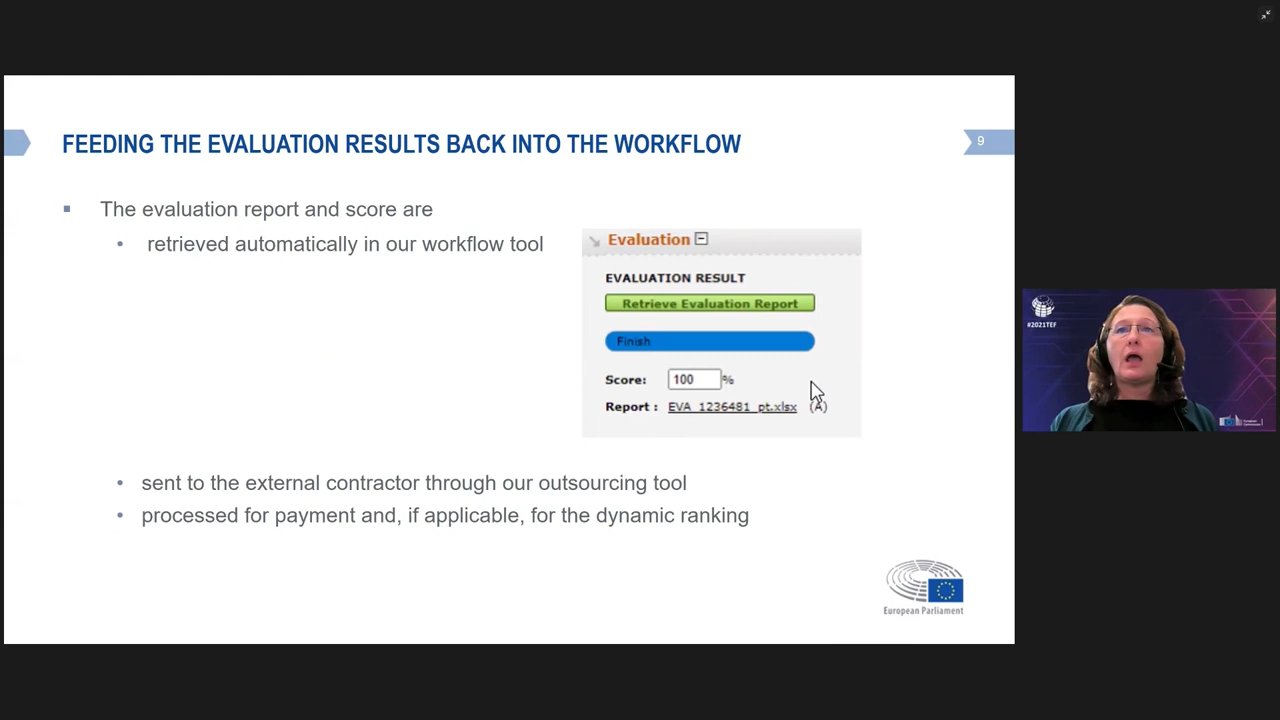 FEEDING THE EVALUATION RESULTS BACK INTO THE WORKFLOW
9
▪ The evaluation report and score are
• retrieved automatically in our workflow tool
Evaluation
EVALUATION RESULT
Retrieve Evaluation Report
Finish
Score: 100 %
Report : EVA_1236481_pt.xlsx (A)
• sent to the external contractor through our outsourcing tool
• processed for payment and, if applicable, for the dynamic ranking
European Parliament
#2021TEF